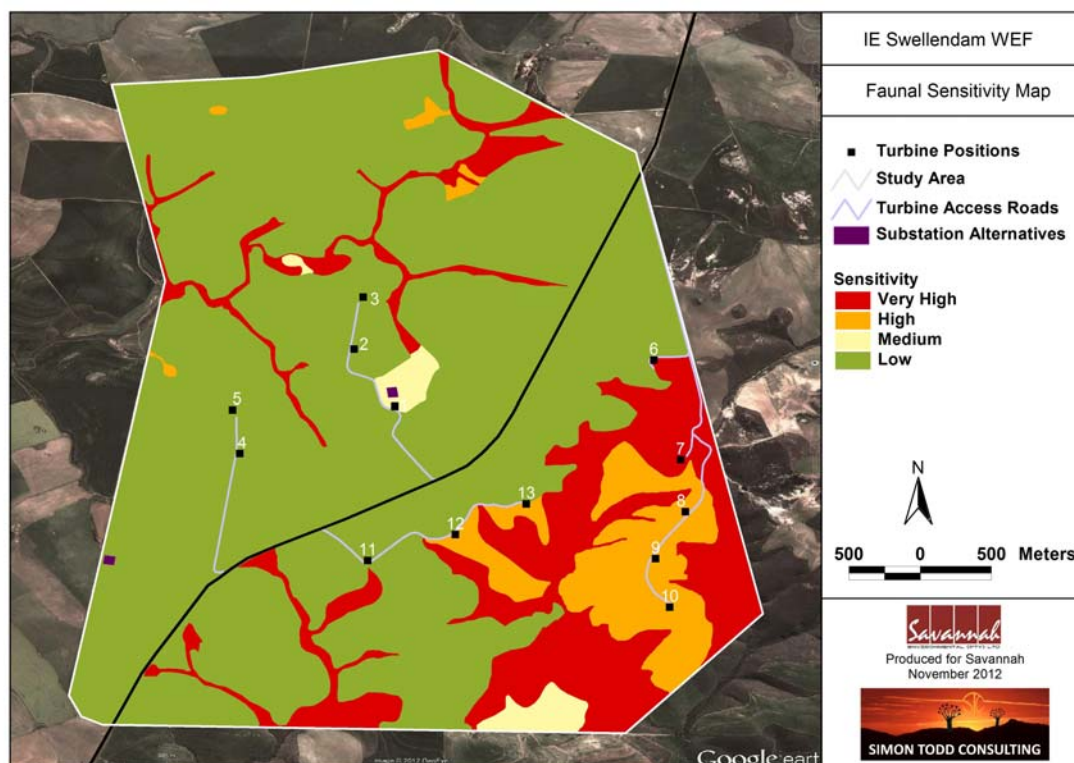 IE Swellendam WEF
Faunal Sensitivity Map
Turbine Positions
Study Area
Turbine Access Roads
Substation Alternatives
Sensitivity
Very High
High
Medium
Low
N
500 0 500 Meters
Savannah
Produced for Savannah
November 2012
SIMON TODD CONSULTING
3
2
6
5
4
7
8
13
12
11
9
10
Google eart